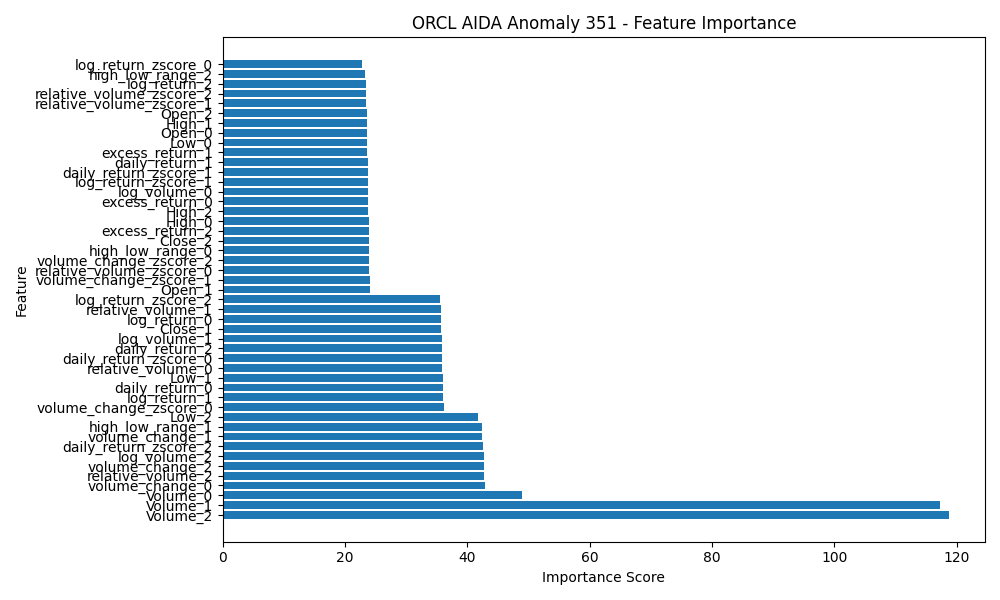 ORCL AIDA Anomaly 351 - Feature Importance
log_return_zscore_0
high_low_range_2
log_return_2
relative_volume_zscore_2
relative_volume_zscore_1
Open_2
High_1
Open_0
Low_0
excess_return_1
daily_return_1
daily_return_zscore_1
log_return_zscore_1
log_volume_0
excess_return_0
High_2
High_0
excess_return_2
Close_2
high_low_range_0
volume_change_zscore_2
relative_volume_zscore_0
volume_change_zscore_1
Open_1
log_return_zscore_2
relative_volume_1
log_return_0
Close_1
log_volume_1
daily_return_2
daily_return_zscore_0
relative_volume_0
Low_1
daily_return_0
log_return_1
volume_change_zscore_0
Low_2
high_low_range_1
volume_change_1
daily_return_zscore_2
log_volume_2
volume_change_2
relative_volume_2
volume_change_0
Volume_0
Volume_1
Volume_2
Feature
0 20 40 60 80 100 120
Importance Score